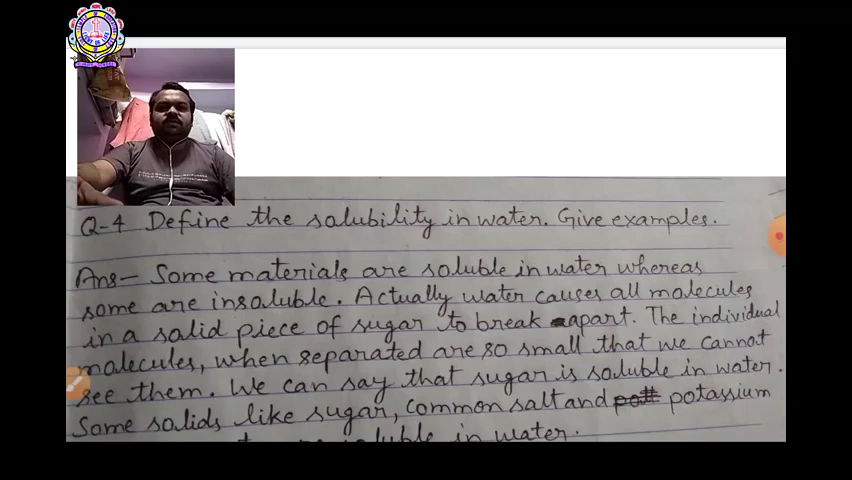 Q-4 Define the solubility in water. Give examples.
Ans- Some materials are soluble in water whereas
some are insoluble. Actually water causes all molecules
in a solid piece of sugar to break apart. The individual
molecules, when separated are so small that we cannot
see them. We can say that sugar is soluble in water.
Some solids like sugar, common salt and potassium
soluble in water.